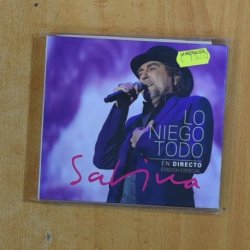 LO
NIEGO
TODO
EN DIRECTO
EDICIÓN ESPECIAL
Sabina